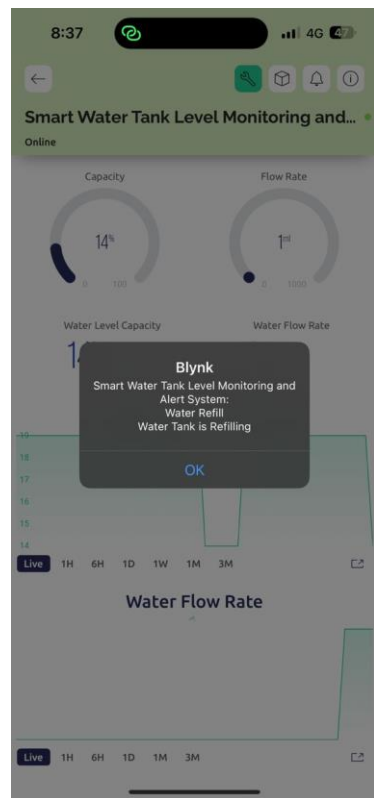 8:37
4G 47
Smart Water Tank Level Monitoring and...
Online
Capacity
Flow Rate
14%
1ml
0 100
0 1000
Water Level Capacity
Water Flow Rate
Blynk
Smart Water Tank Level Monitoring and
Alert System:
Water Refill
Water Tank is Refilling
OK
19
18
17
16
15
14
Live 1H 6H 1D 1W 1M 3M
Water Flow Rate
Live 1H 6H 1D 1M 3M